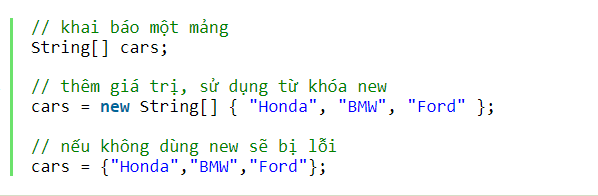 // khai báo một mảng
String[] cars;
// thêm giá trị, sử dụng từ khóa new
cars = new String[] { "Honda", "BMW", "Ford" };
// nếu không dùng new sẽ bị lỗi
cars = {"Honda","BMW","Ford"};